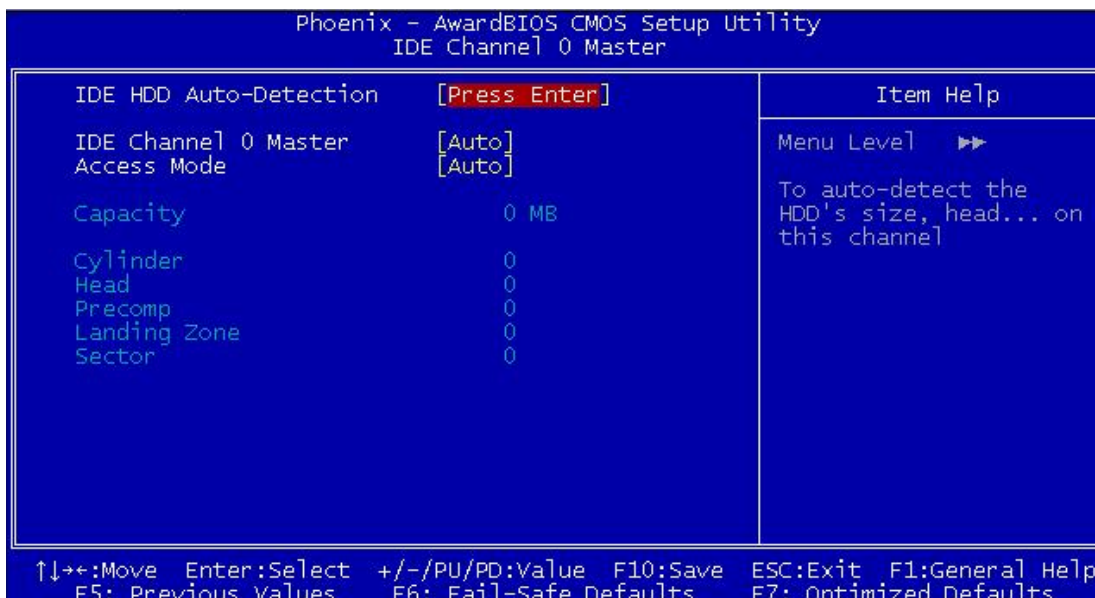 Phoenix - AwardBIOS CMOS Setup Utility
IDE Channel 0 Master
IDE HDD Auto-Detection [Press Enter]
IDE Channel 0 Master [Auto]
Access Mode [Auto]
Capacity 0 MB
Cylinder 0
Head 0
Precomp 0
Landing Zone 0
Sector 0
Item Help
Menu Level ▸▸
To auto-detect the
HDD's size, head... on
this channel
↑↓→←:Move Enter:Select +/-/PU/PD:Value F10:Save ESC:Exit F1:General Help
F5: Previous Values F6: Fail-Safe Defaults F7: Optimized Defaults